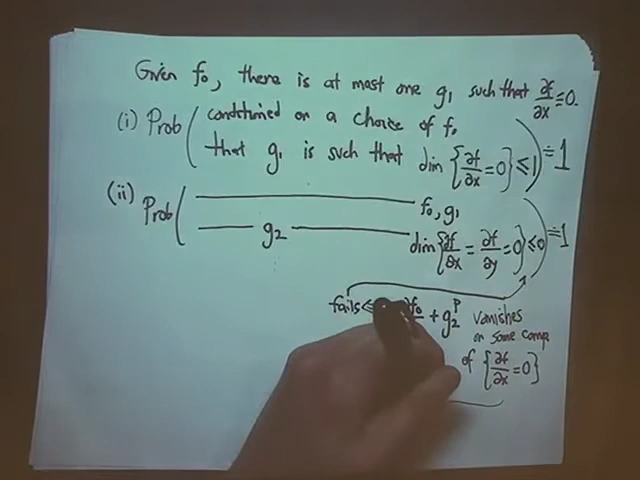 Given f₀, there is at most one g₁ such that ∂f/∂x ≡ 0.
(i) Prob ( conditioned on a choice of f₀
that g₁ is such that dim {∂f/∂x = 0} ≤ 1 ) ≑ 1
(ii) Prob ( ———— f₀, g₁
—— g₂ ——— dim {∂f/∂x = ∂f/∂y = 0} ≤ 0 ) ≑ 1
fails ∂f₀ + g₂ᵖ vanishes
on some comp
of {∂f/∂x = 0}